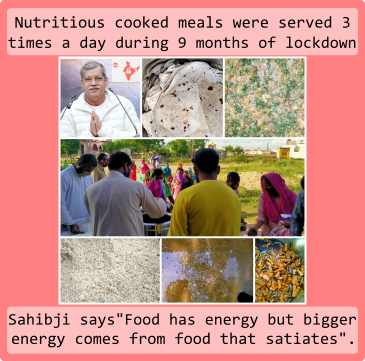 Nutritious cooked meals were served 3
times a day during 9 months of lockdown
Sahibji says"Food has energy but bigger
energy comes from food that satiates".